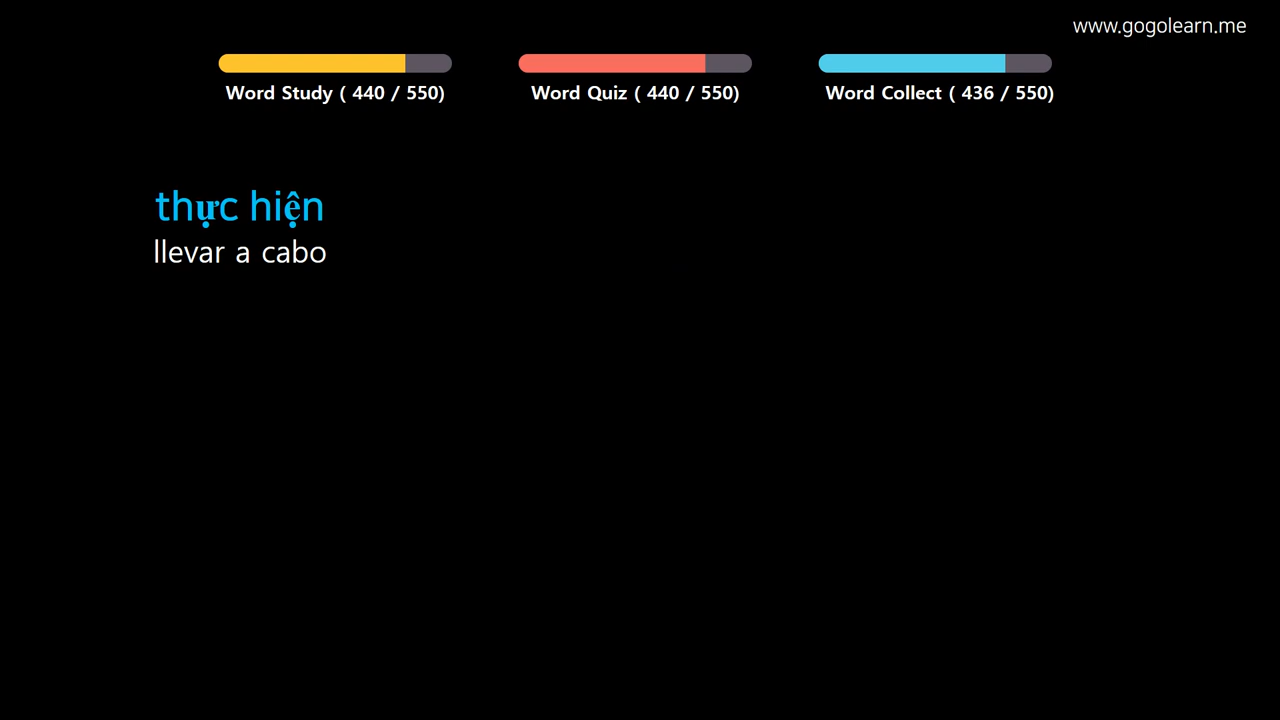 www.gogolearn.me
Word Study ( 440 / 550)
Word Quiz ( 440 / 550)
Word Collect ( 436 / 550)
thực hiện
llevar a cabo